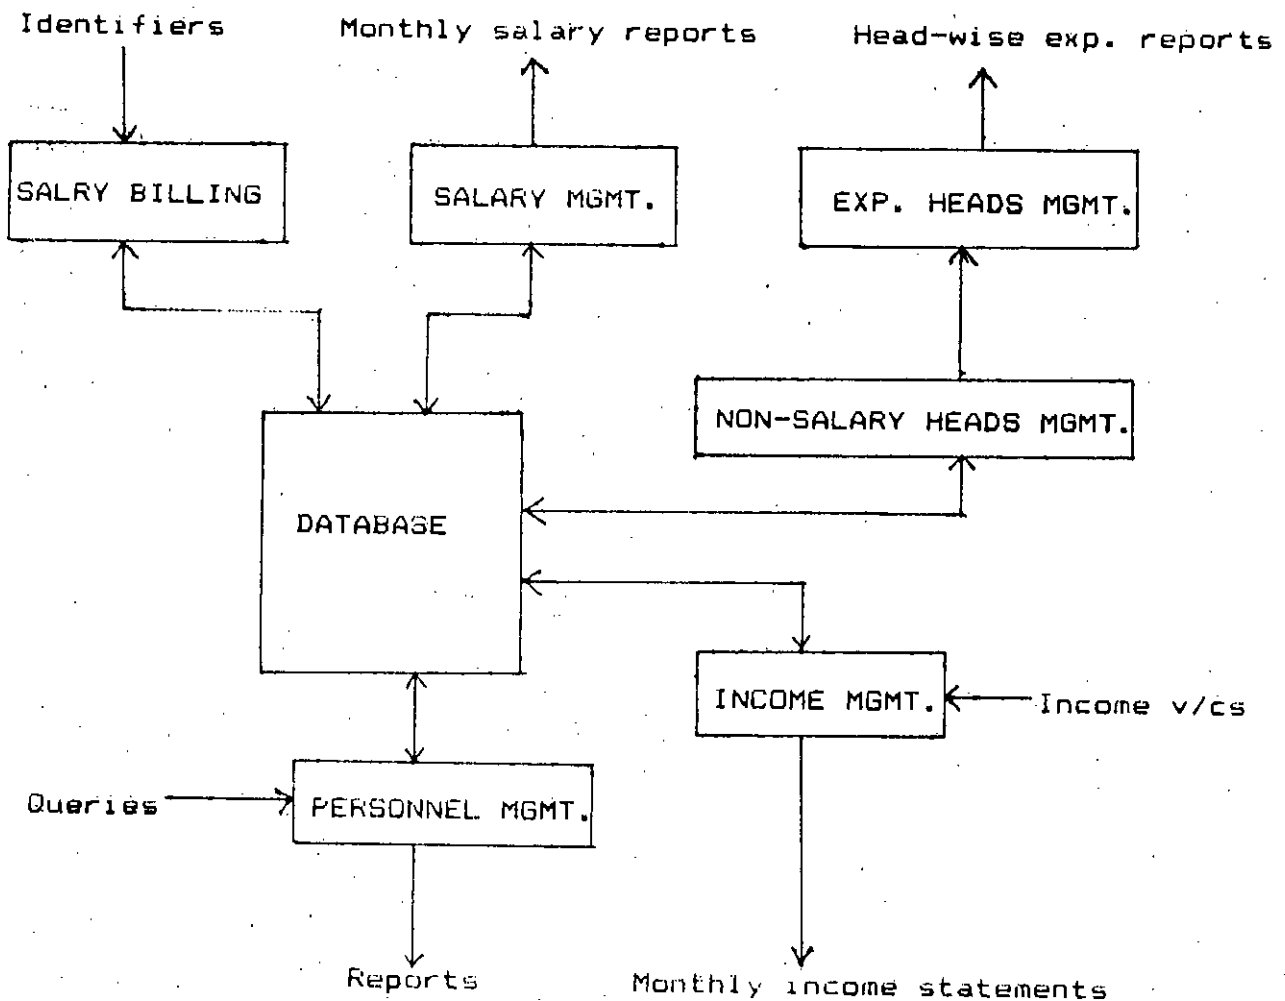 Identifiers
Monthly salary reports
Head-wise exp. reports
SALRY BILLING
SALARY MGMT.
EXP. HEADS MGMT.
NON-SALARY HEADS MGMT.
DATABASE
INCOME MGMT.
Income v/cs
Queries
PERSONNEL MGMT.
Reports
Monthly income statements